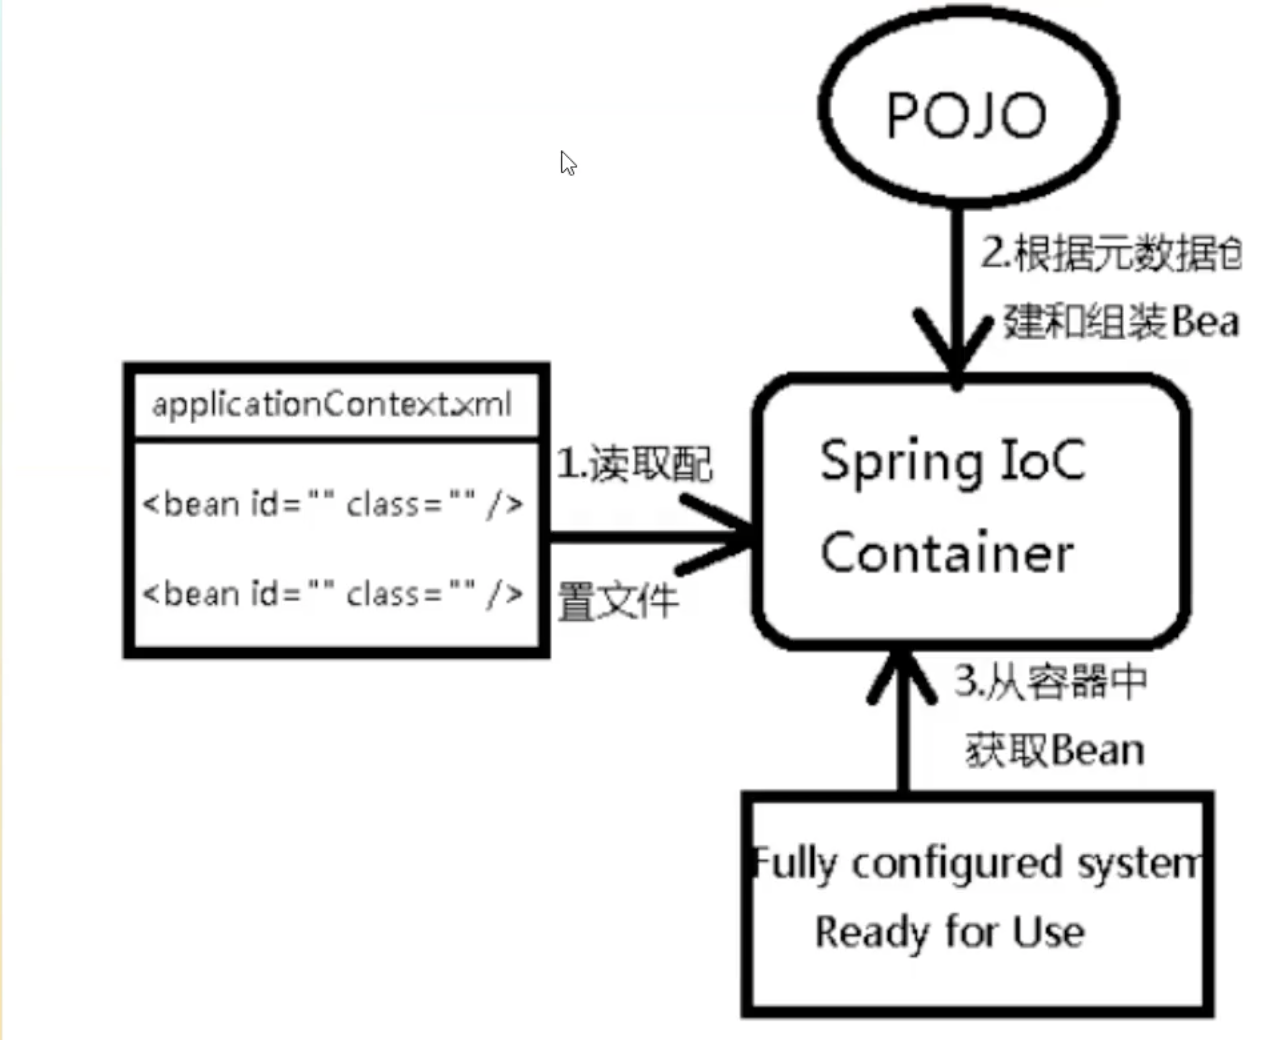 POJO
2.根据元数据创
建和组装Bea
applicationContext.xml
<bean id="" class="" />
<bean id="" class="" />
1.读取配
置文件
Spring IoC
Container
3.从容器中
获取Bean
Fully configured system
Ready for Use